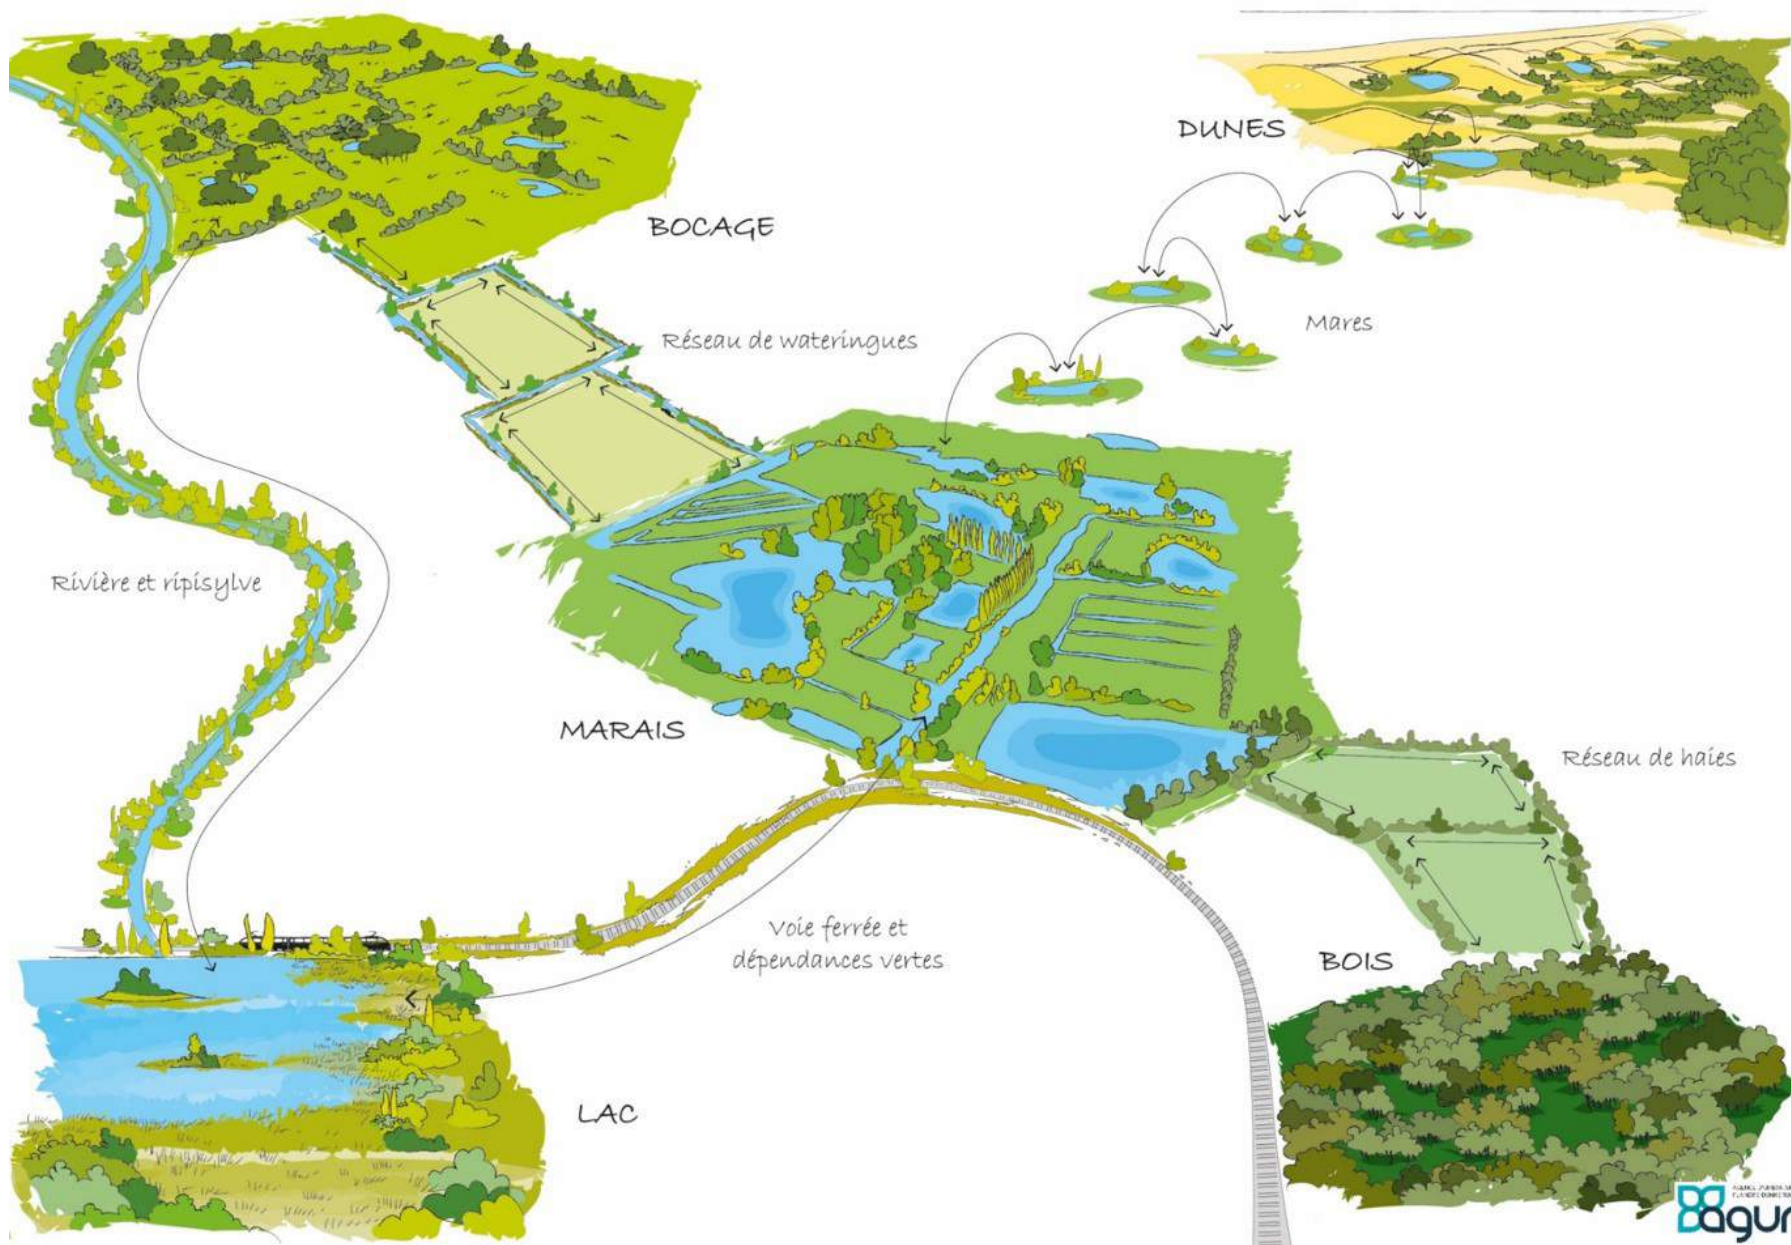 DUNES
BOCAGE
Mares
Réseau de wateringues
Rivière et ripisylve
MARAIS
Réseau de haies
Voie ferrée et
dépendances vertes
BOIS
LAC
agur